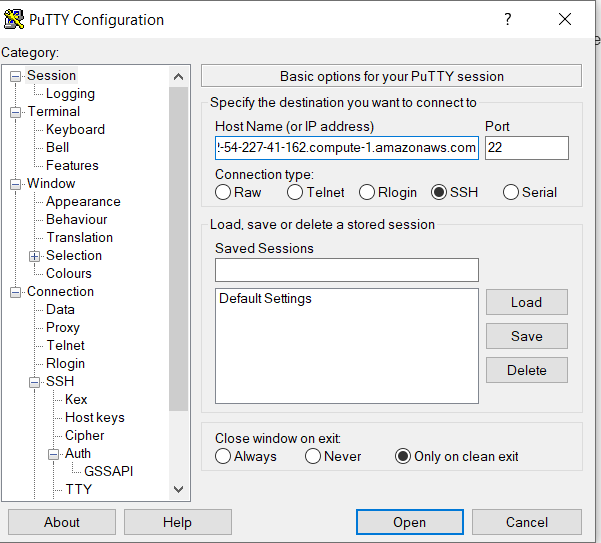 PuTTY Configuration
?
Category:
Session
Logging
Terminal
Keyboard
Bell
Features
Window
Appearance
Behaviour
Translation
Selection
Colours
Connection
Data
Proxy
Telnet
Rlogin
SSH
Kex
Host keys
Cipher
Auth
GSSAPI
TTY
Basic options for your PuTTY session
Specify the destination you want to connect to
Host Name (or IP address) Port
-54-227-41-162.compute-1.amazonaws.com 22
Connection type:
Raw Telnet Rlogin SSH Serial
Load, save or delete a stored session
Saved Sessions
Default Settings
Load
Save
Delete
Close window on exit:
Always Never Only on clean exit
About Help Open Cancel